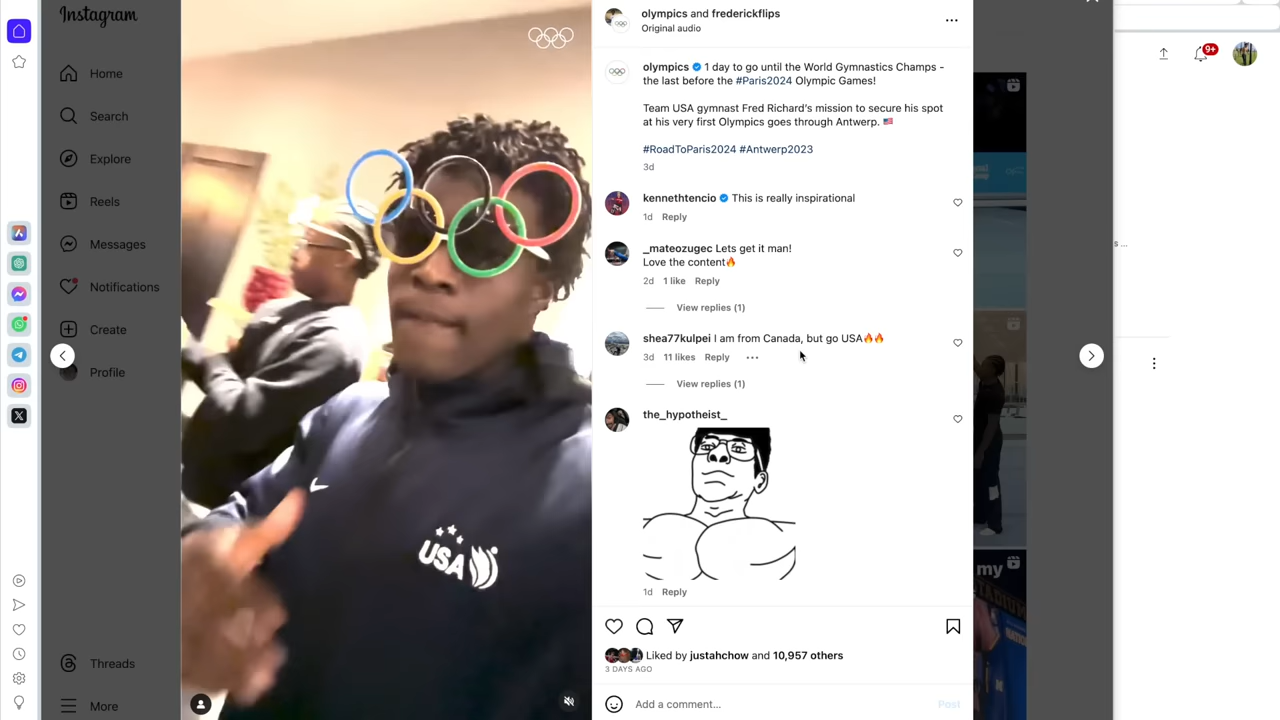 Instagram
Home
Search
Explore
Reels
Messages
Notifications
Create
Profile
Threads
More
USA
olympics and frederickflips
Original audio
olympics 1 day to go until the World Gymnastics Champs -
the last before the #Paris2024 Olympic Games!
Team USA gymnast Fred Richard's mission to secure his spot
at his very first Olympics goes through Antwerp. 🇺🇸
#RoadToParis2024 #Antwerp2023
3d
kennethtencio This is really inspirational
1d Reply
_mateozugec Lets get it man!
Love the content🔥
2d 1 like Reply
View replies (1)
shea77kulpei I am from Canada, but go USA🔥🔥
3d 11 likes Reply
View replies (1)
the_hypotheist_
1d Reply
Liked by justahchow and 10,957 others
3 DAYS AGO
Add a comment...
Post
my
9+
s ...